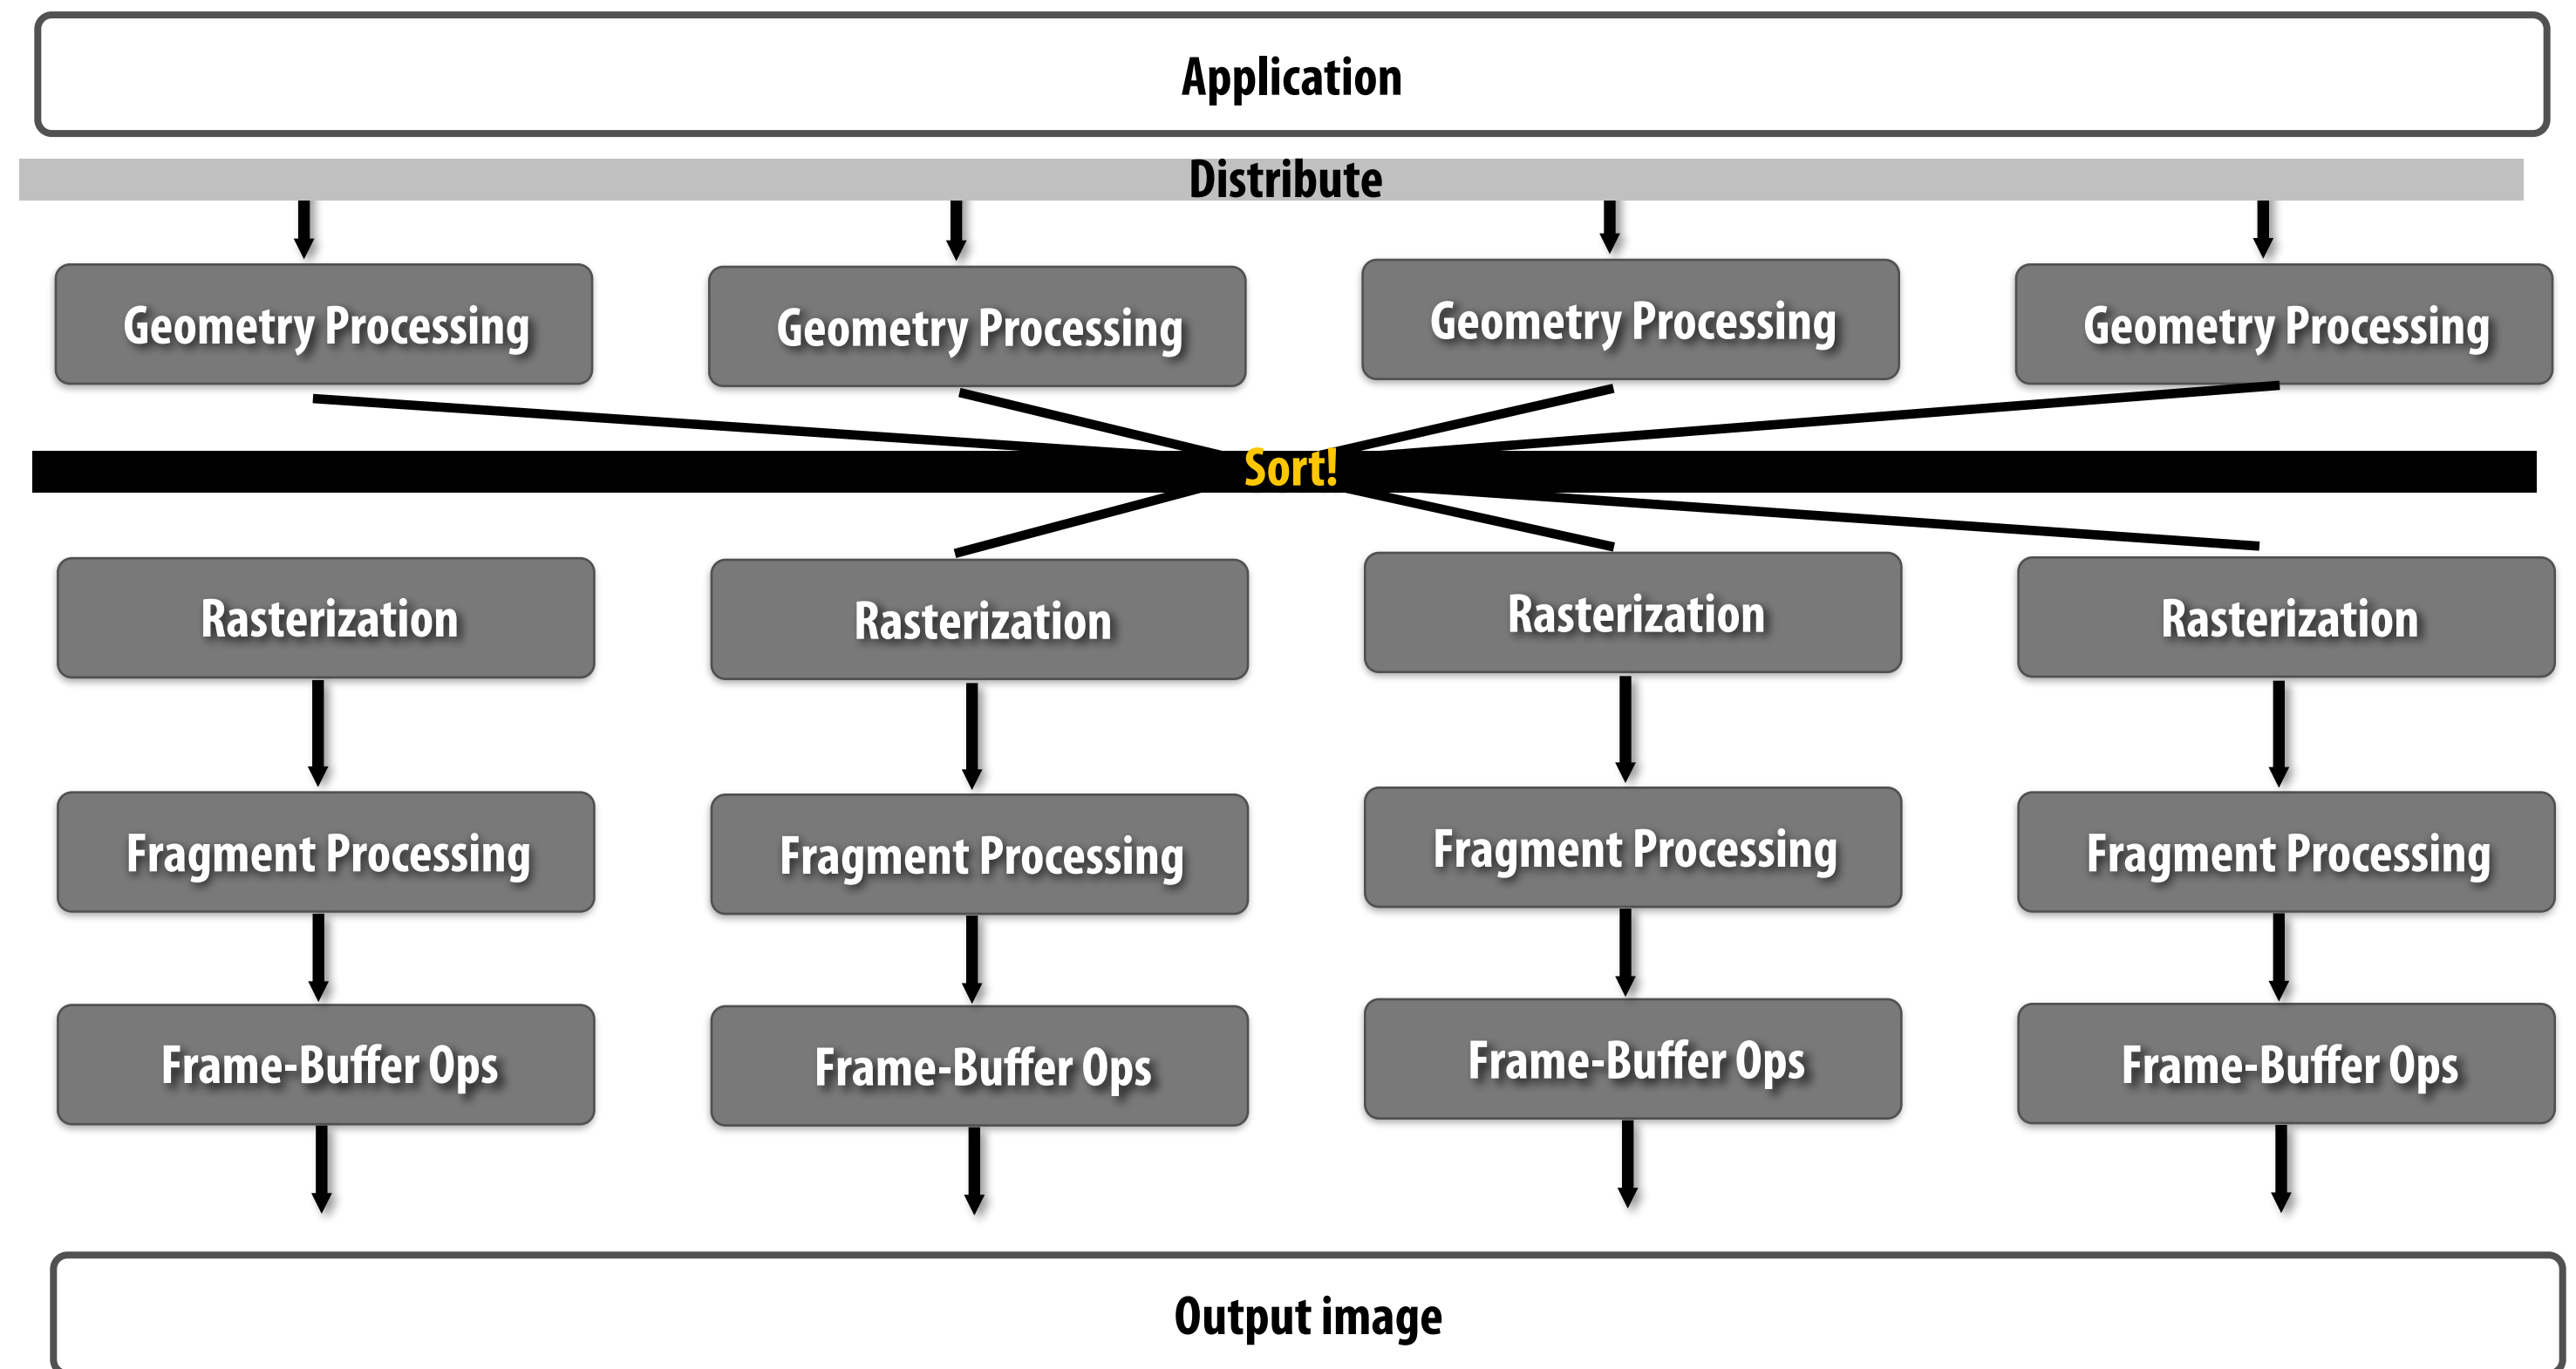 Application
Distribute
Geometry Processing
Geometry Processing
Geometry Processing
Geometry Processing
Sort!
Rasterization
Rasterization
Rasterization
Rasterization
Fragment Processing
Fragment Processing
Fragment Processing
Fragment Processing
Frame-Buffer Ops
Frame-Buffer Ops
Frame-Buffer Ops
Frame-Buffer Ops
Output image